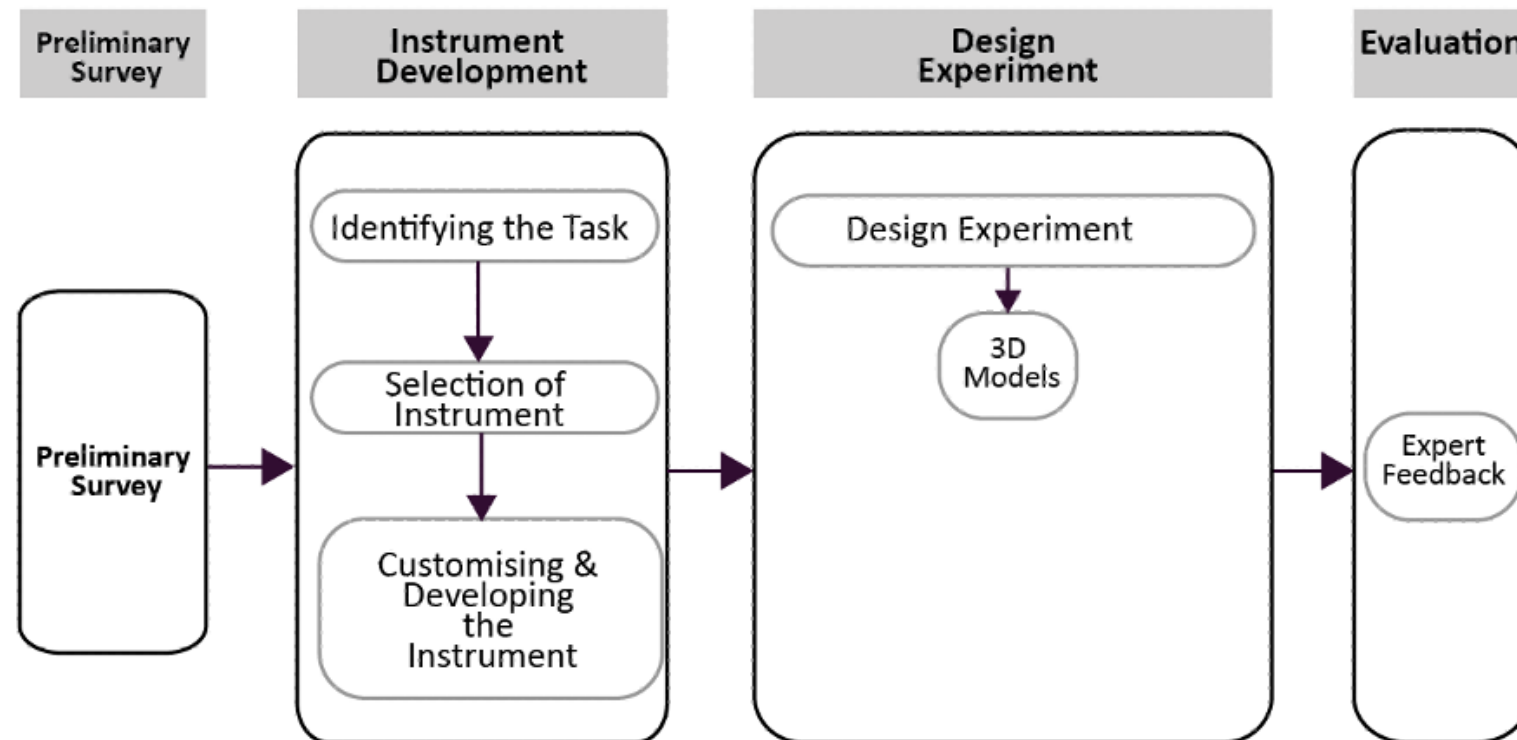 Preliminary
Survey
Instrument
Development
Design
Experiment
Evaluation
Preliminary
Survey
Identifying the Task
Selection of
Instrument
Customising &
Developing
the
Instrument
Design Experiment
3D
Models
Expert
Feedback